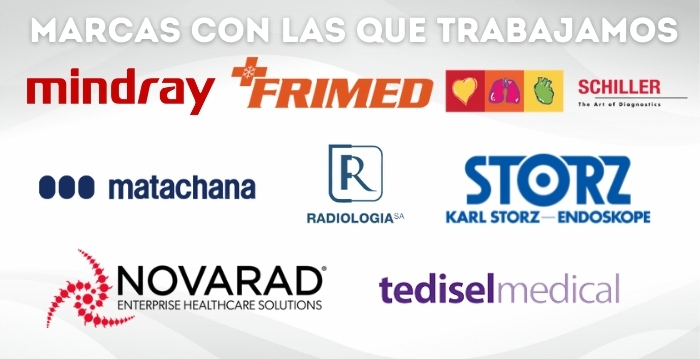 MARCAS CON LAS QUE TRABAJAMOS
mindray
FRIMED
SCHILLER
The Art of Diagnostics
matachana
R
RADIOLOGIA SA
STORZ
KARL STORZ—ENDOSKOPE
NOVARAD®
ENTERPRISE HEALTHCARE SOLUTIONS
tediselmedical